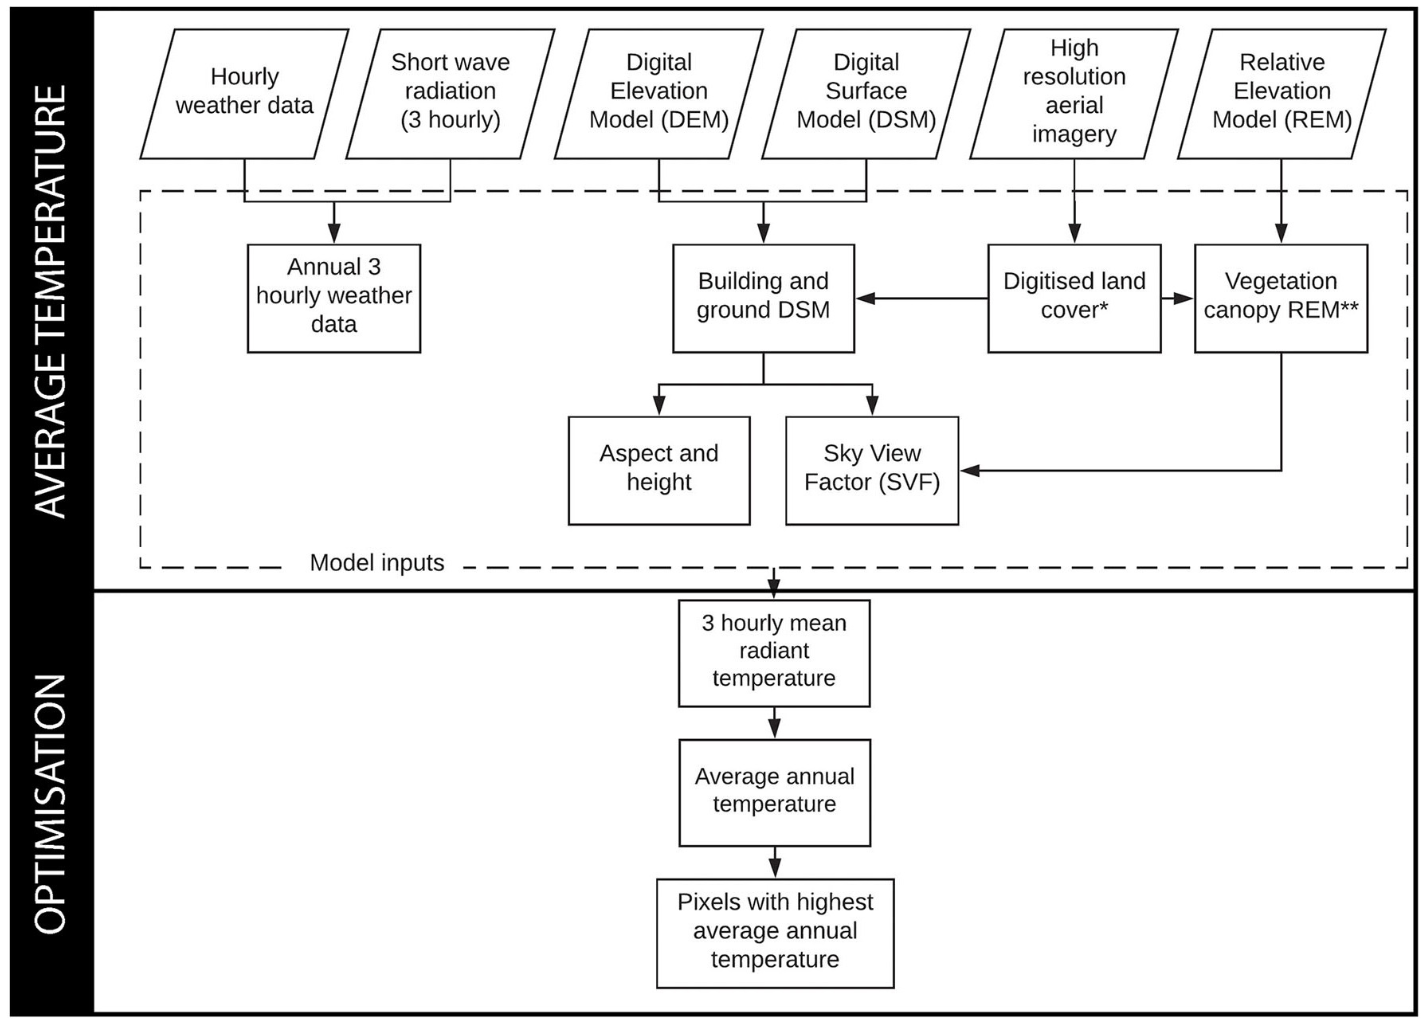 AVERAGE TEMPERATURE
Hourly
weather data
Short wave
radiation
(3 hourly)
Digital
Elevation
Model (DEM)
Digital
Surface
Model (DSM)
High
resolution
aerial
imagery
Relative
Elevation
Model (REM)
Annual 3
hourly weather
data
Building and
ground DSM
Digitised land
cover*
Vegetation
canopy REM**
Aspect and
height
Sky View
Factor (SVF)
Model inputs
OPTIMISATION
3 hourly mean
radiant
temperature
Average annual
temperature
Pixels with highest
average annual
temperature